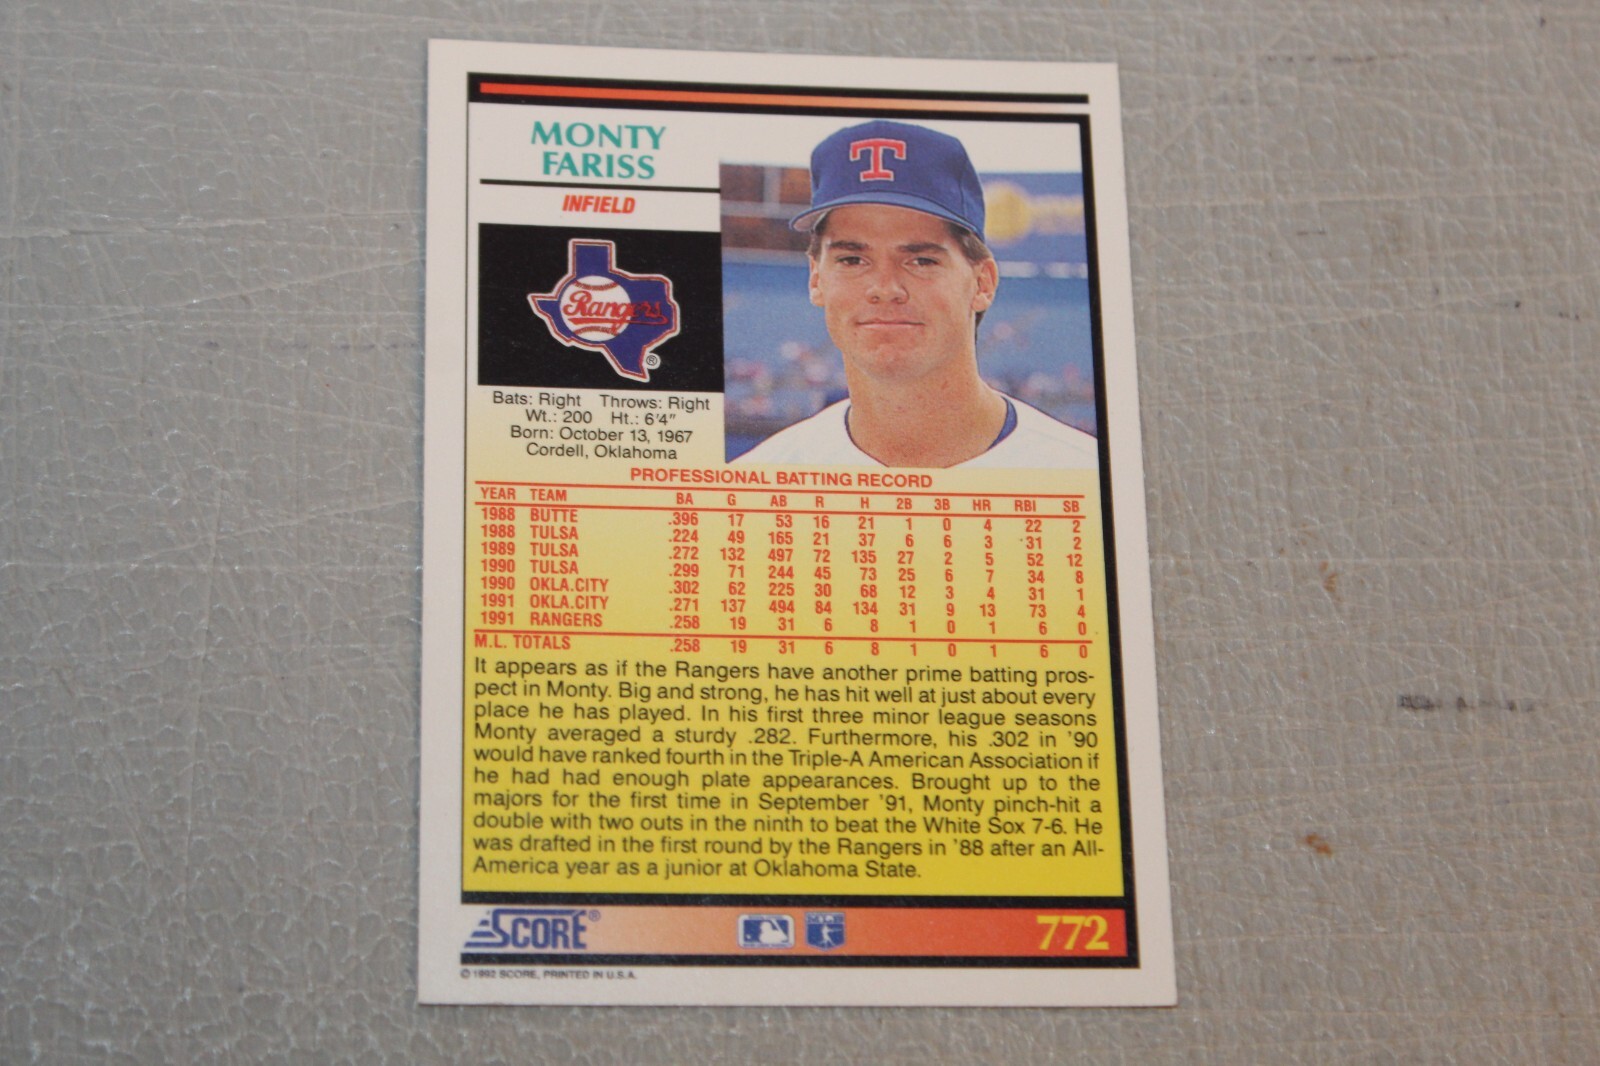 MONTY
FARISS
INFIELD
T
Rangers
®
Bats: Right Throws: Right
Wt.: 200 Ht.: 6'4"
Born: October 13, 1967
Cordell, Oklahoma
PROFESSIONAL BATTING RECORD
YEAR TEAM BA G AB R H 2B 3B HR RBI SB
1988 BUTTE .396 17 53 16 21 1 0 4 22 2
1988 TULSA .224 49 165 21 37 6 6 3 31 2
1989 TULSA .272 132 497 72 135 27 2 5 52 12
1990 TULSA .299 71 244 45 73 25 6 7 34 8
1990 OKLA.CITY .302 62 225 30 68 12 3 4 31 1
1991 OKLA.CITY .271 137 494 84 134 31 9 13 73 4
1991 RANGERS .258 19 31 6 8 1 0 1 6 0
M.L. TOTALS .258 19 31 6 8 1 0 1 6 0
It appears as if the Rangers have another prime batting pros-
pect in Monty. Big and strong, he has hit well at just about every
place he has played. In his first three minor league seasons
Monty averaged a sturdy .282. Furthermore, his .302 in '90
would have ranked fourth in the Triple-A American Association if
he had had enough plate appearances. Brought up to the
majors for the first time in September '91, Monty pinch-hit a
double with two outs in the ninth to beat the White Sox 7-6. He
was drafted in the first round by the Rangers in '88 after an All-
America year as a junior at Oklahoma State.
SCORE® 772
© 1992 SCORE, PRINTED IN U.S.A.